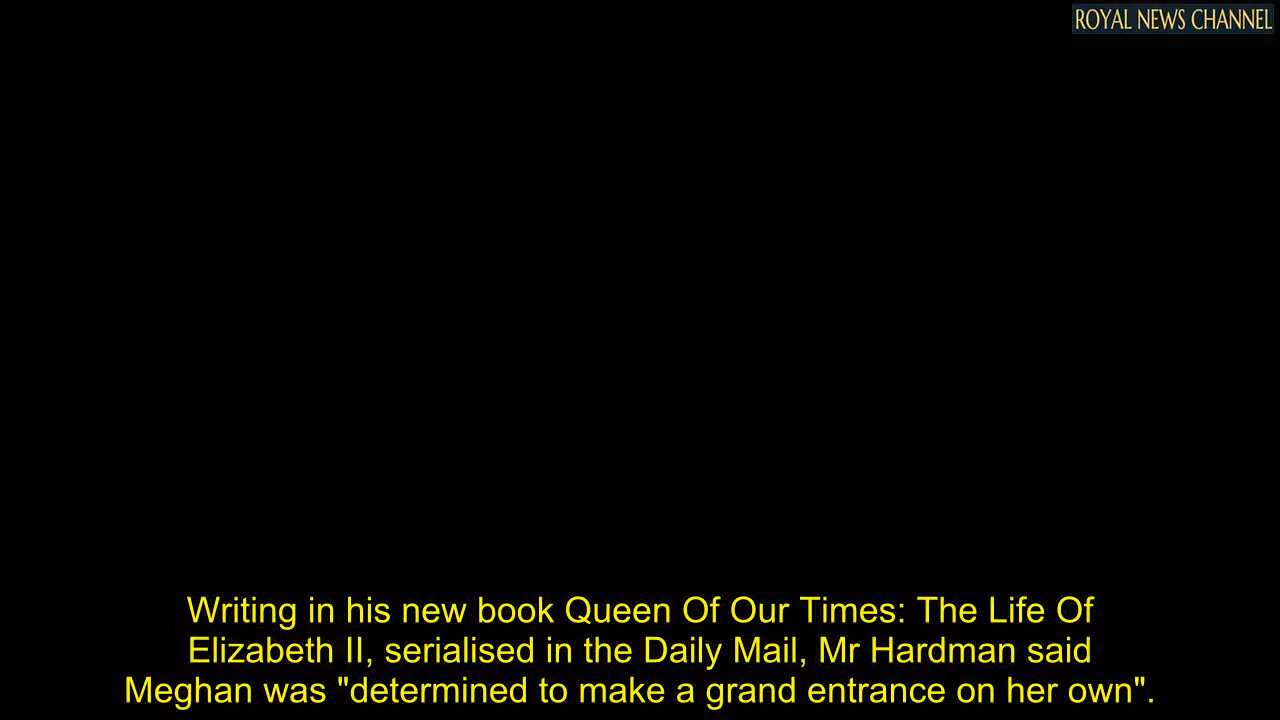 ROYAL NEWS CHANNEL
Writing in his new book Queen Of Our Times: The Life Of
Elizabeth II, serialised in the Daily Mail, Mr Hardman said
Meghan was "determined to make a grand entrance on her own".